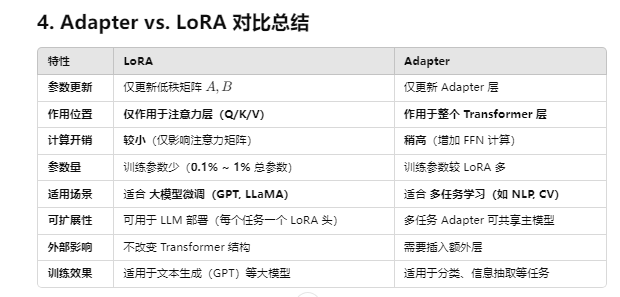 4. Adapter vs. LoRA 对比总结
特性 LoRA Adapter
参数更新 仅更新低秩矩阵 A, B 仅更新 Adapter 层
作用位置 仅作用于注意力层（Q/K/V） 作用于整个 Transformer 层
计算开销 较小（仅影响注意力矩阵） 稍高（增加 FFN 计算）
参数量 训练参数少（0.1% ~ 1% 总参数） 训练参数较 LoRA 多
适用场景 适合 大模型微调（GPT, LLaMA） 适合 多任务学习（如 NLP, CV）
可扩展性 可用于 LLM 部署（每个任务一个 LoRA 头） 多任务 Adapter 可共享主模型
外部影响 不改变 Transformer 结构 需要插入额外层
训练效果 适用于文本生成（GPT）等大模型 适用于分类、信息抽取等任务